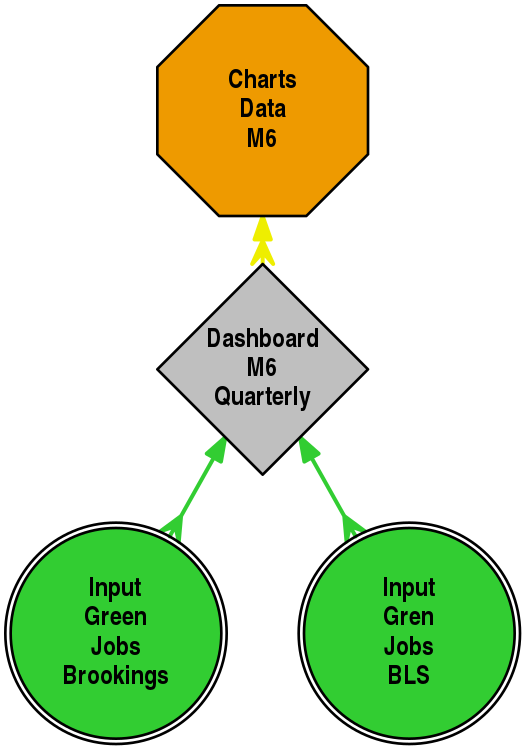 Charts
Data
M6
Dashboard
M6
Quarterly
Input
Green
Jobs
Brookings
Input
Gren
Jobs
BLS